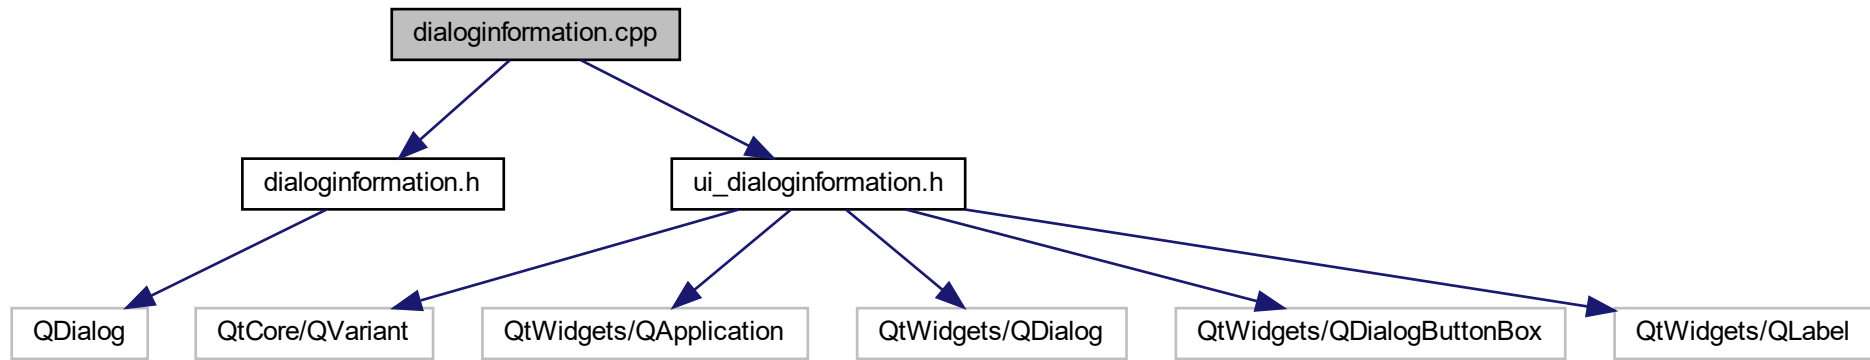 dialoginformation.cpp
dialoginformation.h
ui_dialoginformation.h
QDialog
QtCore/QVariant
QtWidgets/QApplication
QtWidgets/QDialog
QtWidgets/QDialogButtonBox
QtWidgets/QLabel